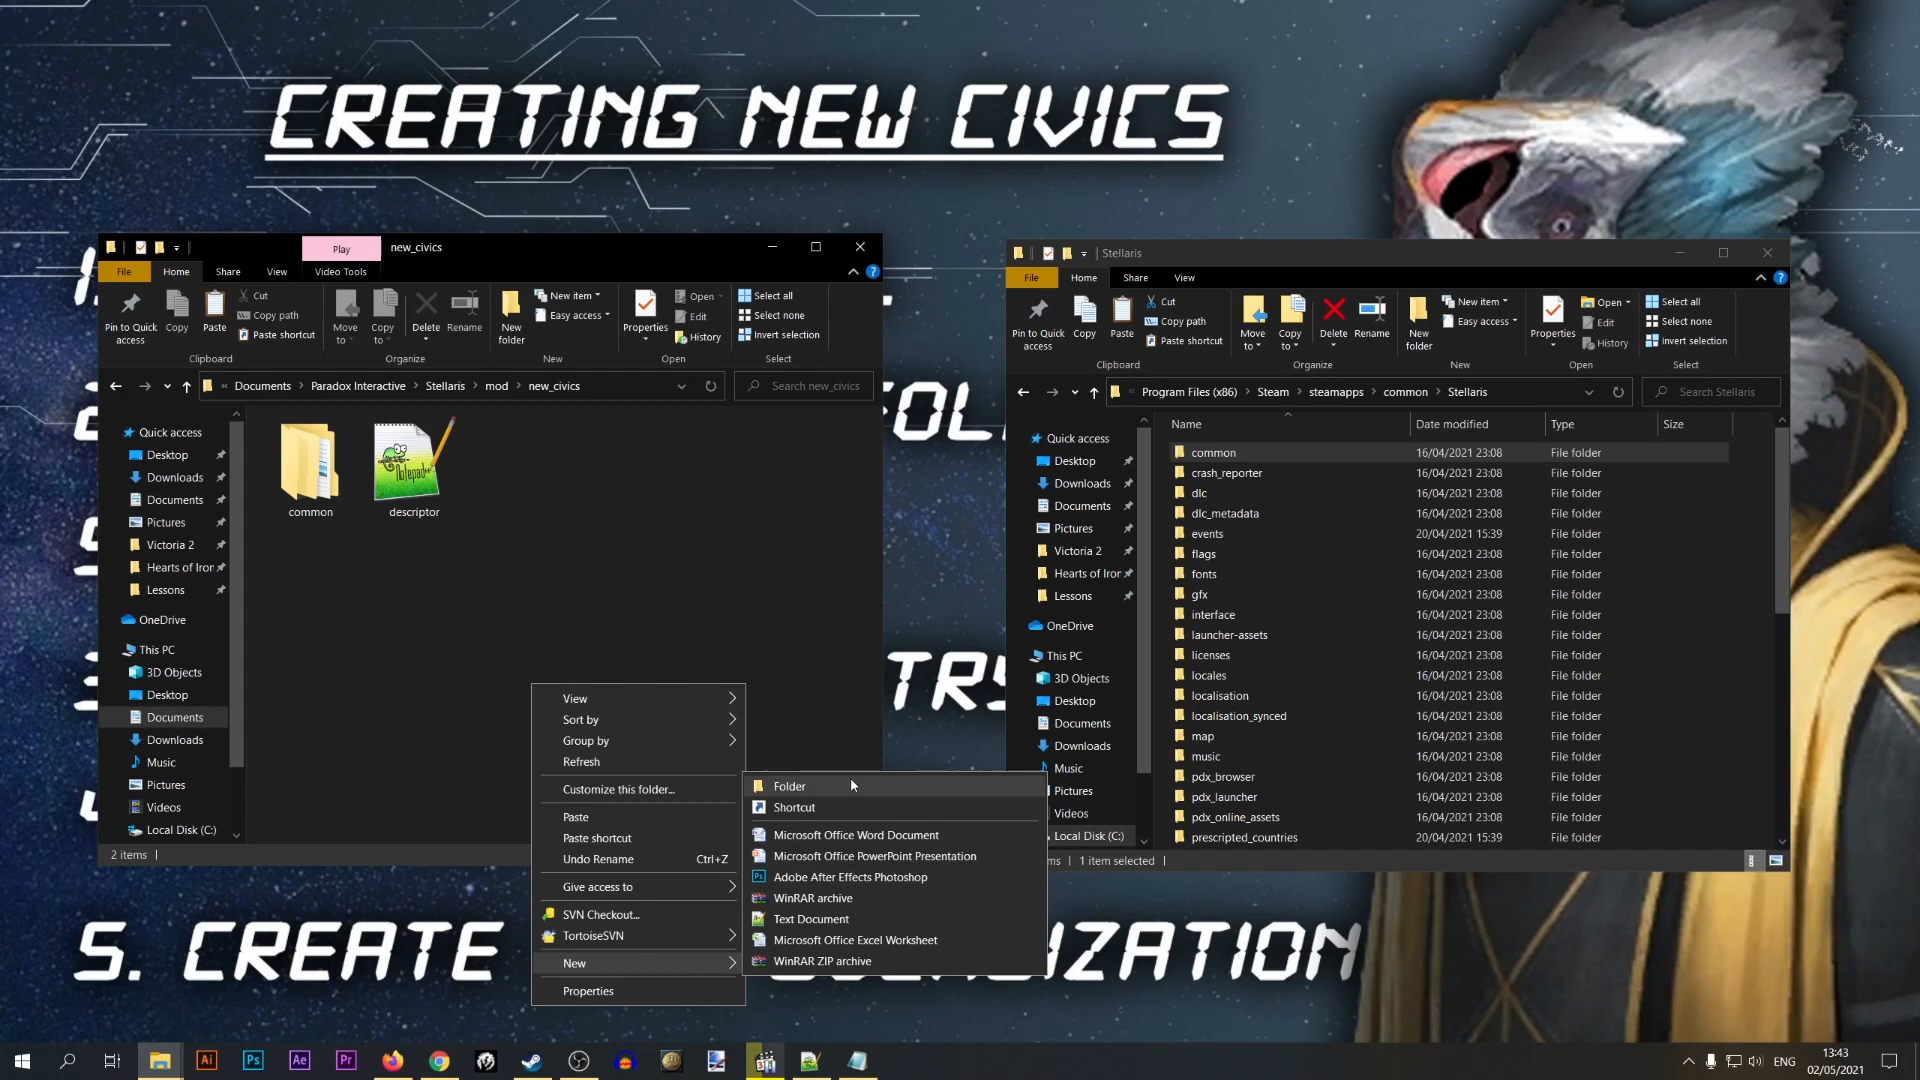 CREATING NEW CIVICS
Play
new_civics
File
Home
Share
View
Video Tools
Pin to Quick access
Copy
Paste
Cut
Copy path
Paste shortcut
Move to
Copy to
Delete
Rename
New folder
New item
Easy access
Properties
Open
Edit
History
Select all
Select none
Invert selection
Clipboard
Organize
New
Open
Select
« Documents > Paradox Interactive > Stellaris > mod > new_civics
Search new_civics
Quick access
Desktop
Downloads
Documents
Pictures
Victoria 2
Hearts of Iron
Lessons
OneDrive
This PC
3D Objects
Desktop
Documents
Downloads
Music
Pictures
Videos
Local Disk (C:)
common
descriptor
2 items
Stellaris
File
Home
Share
View
Pin to Quick access
Copy
Paste
Cut
Copy path
Paste shortcut
Move to
Copy to
Delete
Rename
New folder
New item
Easy access
Properties
Open
Edit
History
Select all
Select none
Invert selection
Clipboard
Organize
New
Open
Select
« Program Files (x86) > Steam > steamapps > common > Stellaris
Search Stellaris
Quick access
Desktop
Downloads
Documents
Pictures
Victoria 2
Hearts of Iron
Lessons
OneDrive
This PC
3D Objects
Desktop
Documents
Downloads
Music
Pictures
Videos
Local Disk (C:)
Name Date modified Type Size
common 16/04/2021 23:08 File folder
crash_reporter 16/04/2021 23:08 File folder
dlc 16/04/2021 23:08 File folder
dlc_metadata 16/04/2021 23:08 File folder
events 20/04/2021 15:39 File folder
flags 16/04/2021 23:08 File folder
fonts 16/04/2021 23:08 File folder
gfx 16/04/2021 23:08 File folder
interface 16/04/2021 23:08 File folder
launcher-assets 16/04/2021 23:08 File folder
licenses 16/04/2021 23:08 File folder
locales 16/04/2021 23:08 File folder
localisation 16/04/2021 23:08 File folder
localisation_synced 16/04/2021 23:08 File folder
map 16/04/2021 23:08 File folder
music 16/04/2021 23:08 File folder
pdx_browser 16/04/2021 23:08 File folder
pdx_launcher 16/04/2021 23:08 File folder
pdx_online_assets 16/04/2021 23:08 File folder
prescripted_countries 20/04/2021 15:39 File folder
1 item selected
View
Sort by
Group by
Refresh
Customize this folder...
Paste
Paste shortcut
Undo Rename Ctrl+Z
Give access to
SVN Checkout...
TortoiseSVN
New
Properties
Folder
Shortcut
Microsoft Office Word Document
Microsoft Office PowerPoint Presentation
Adobe After Effects Photoshop
WinRAR archive
Text Document
Microsoft Office Excel Worksheet
WinRAR ZIP archive
5. CREATE
Ai
Ps
Ae
Pr
ENG
13:43
02/05/2021